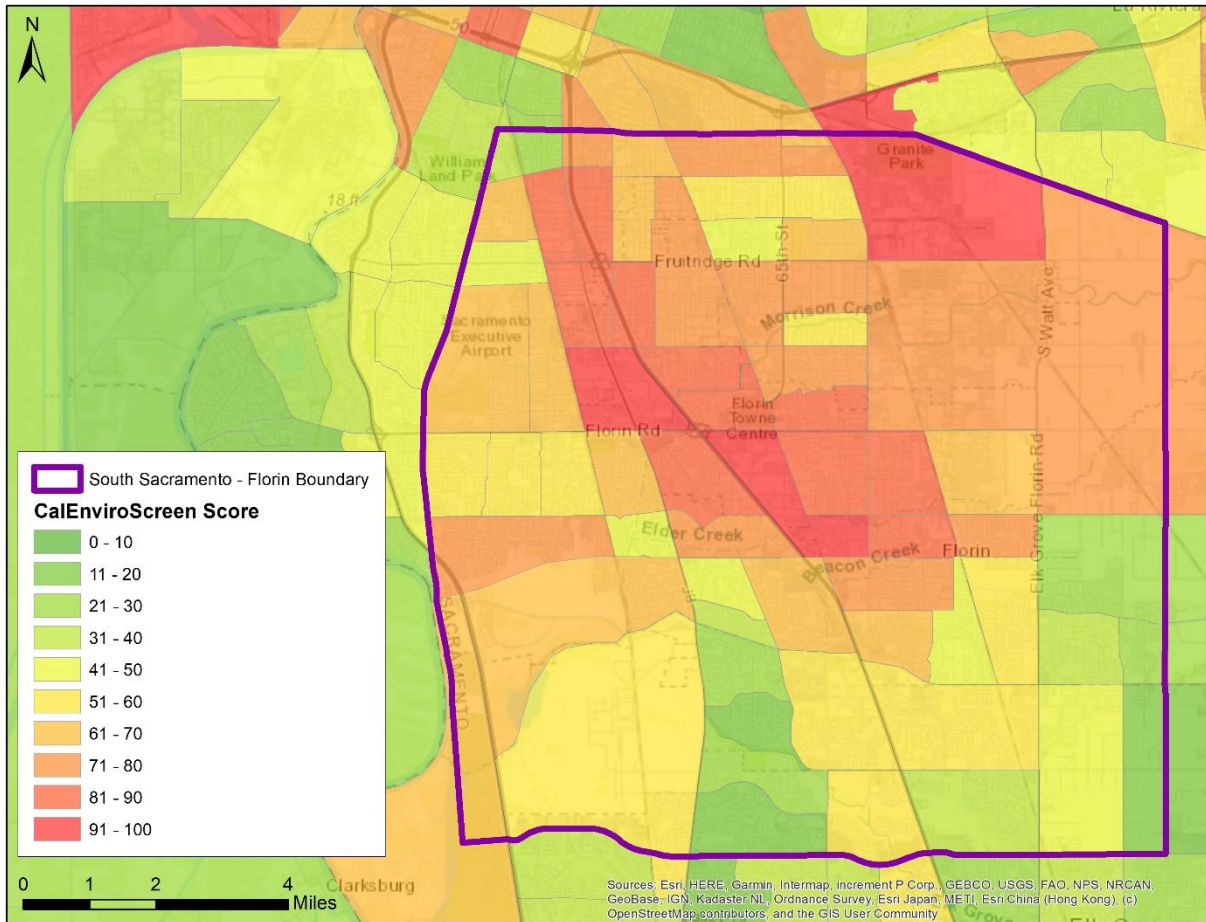 N
50
La Riviera
William
Land Park
Granite
Park
18 ft
65th St
Fruitridge Rd
S Watt Ave
Morrison Creek
Sacramento
Executive
Airport
Florin
Towne
Centre
Florin Rd
Elder Creek
Beacon Creek
Florin
Elk Grove Florin Rd
SACRAMENTO
South Sacramento - Florin Boundary
CalEnviroScreen Score
0 - 10
11 - 20
21 - 30
31 - 40
41 - 50
51 - 60
61 - 70
71 - 80
81 - 90
91 - 100
0 1 2 4
Miles
Clarksburg
Sources: Esri, HERE, Garmin, Intermap, increment P Corp., GEBCO, USGS, FAO, NPS, NRCAN,
GeoBase, IGN, Kadaster NL, Ordnance Survey, Esri Japan, METI, Esri China (Hong Kong), (c)
OpenStreetMap contributors, and the GIS User Community
Grove